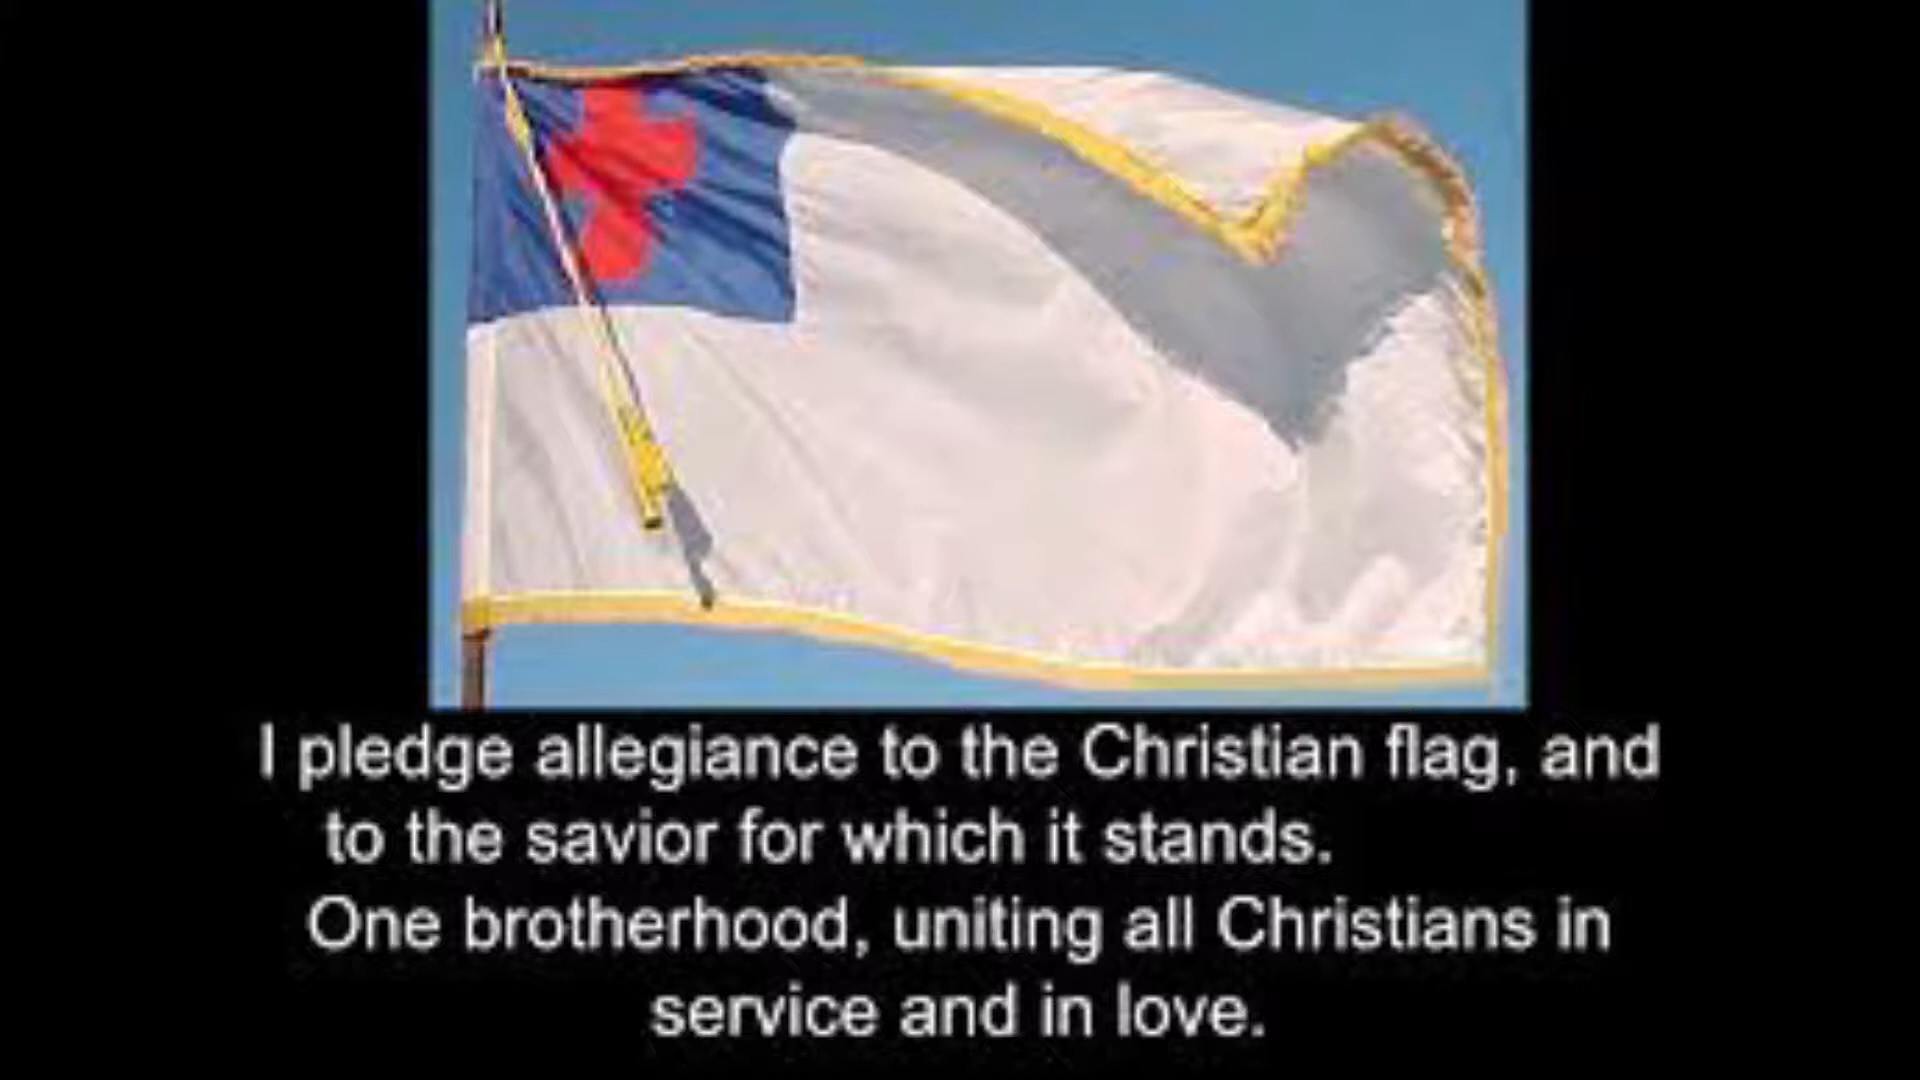 I pledge allegiance to the Christian flag, and
to the savior for which it stands.
One brotherhood, uniting all Christians in
service and in love.